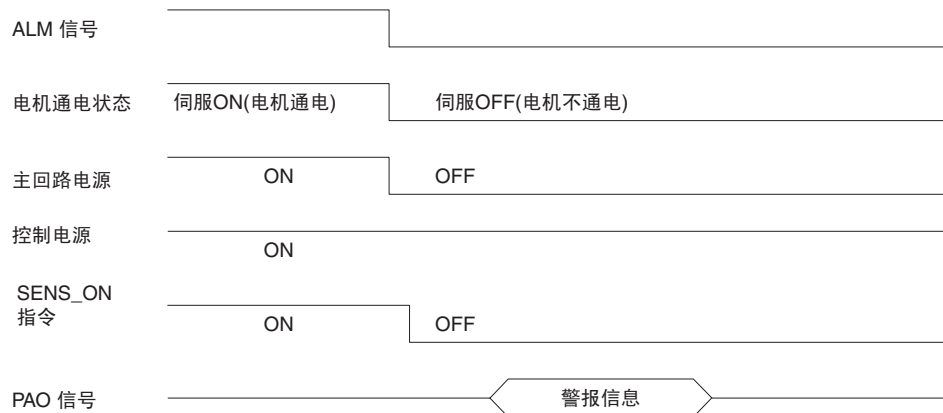 ALM 信号
电机通电状态 伺服ON(电机通电) 伺服OFF(电机不通电)
主回路电源 ON OFF
控制电源
ON
SENS_ON
指令 ON OFF
PAO 信号 警报信息